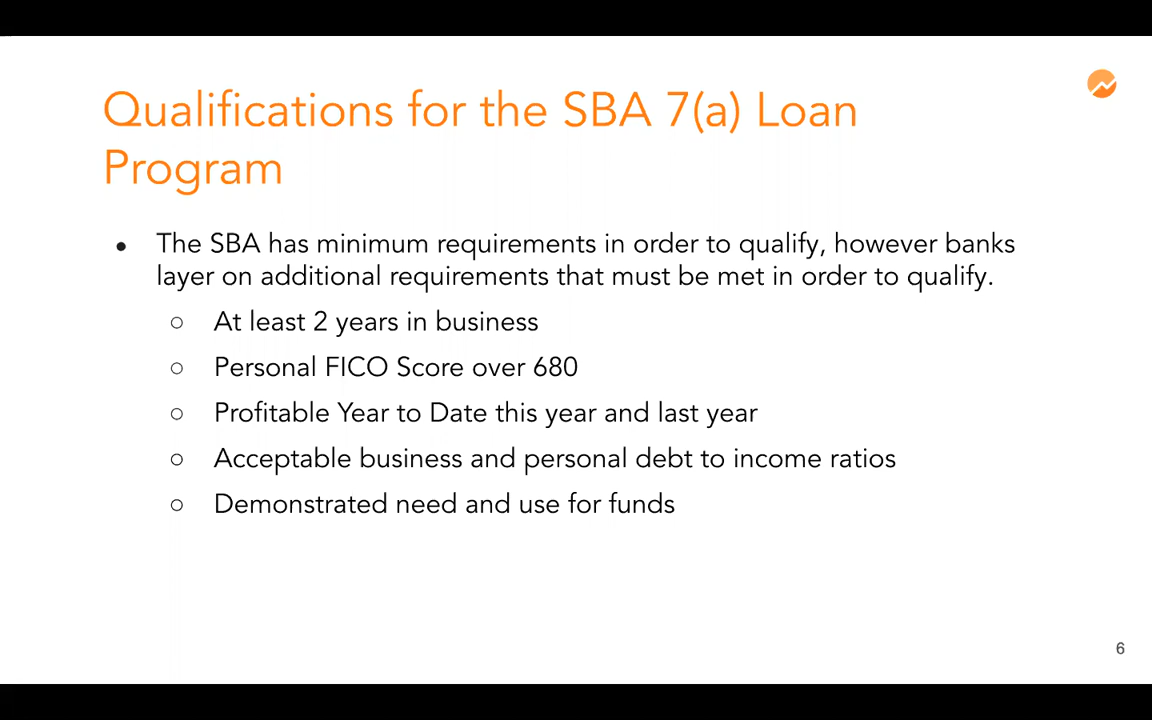 Qualifications for the SBA 7(a) Loan
Program
● The SBA has minimum requirements in order to qualify, however banks
layer on additional requirements that must be met in order to qualify.
○ At least 2 years in business
○ Personal FICO Score over 680
○ Profitable Year to Date this year and last year
○ Acceptable business and personal debt to income ratios
○ Demonstrated need and use for funds
6